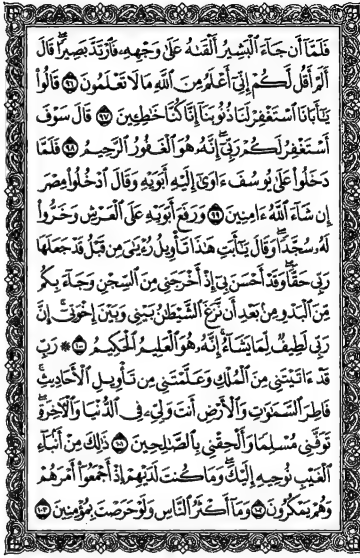 فَلَمَّآ أَن جَآءَ ٱلْبَشِيرُ أَلْقَىٰهُ عَلَىٰ وَجْهِهِۦ فَٱرْتَدَّ بَصِيرًا ۖ قَالَ
أَلَمْ أَقُل لَّكُمْ إِنِّىٓ أَعْلَمُ مِنَ ٱللَّهِ مَا لَا تَعْلَمُونَ ٩٦ قَالُوا۟
يَٰٓأَبَانَا ٱسْتَغْفِرْ لَنَا ذُنُوبَنَآ إِنَّا كُنَّا خَٰطِـِٔينَ ٩٧ قَالَ سَوْفَ
أَسْتَغْفِرُ لَكُمْ رَبِّىٓ ۖ إِنَّهُۥ هُوَ ٱلْغَفُورُ ٱلرَّحِيمُ ٩٨ فَلَمَّا
دَخَلُوا۟ عَلَىٰ يُوسُفَ ءَاوَىٰٓ إِلَيْهِ أَبَوَيْهِ وَقَالَ ٱدْخُلُوا۟ مِصْرَ
إِن شَآءَ ٱللَّهُ ءَامِنِينَ ٩٩ وَرَفَعَ أَبَوَيْهِ عَلَى ٱلْعَرْشِ وَخَرُّوا۟
لَهُۥ سُجَّدًا ۖ وَقَالَ يَٰٓأَبَتِ هَٰذَا تَأْوِيلُ رُءْيَٰىَ مِن قَبْلُ قَدْ جَعَلَهَا
رَبِّى حَقًّا ۖ وَقَدْ أَحْسَنَ بِىٓ إِذْ أَخْرَجَنِى مِنَ ٱلسِّجْنِ وَجَآءَ بِكُم
مِّنَ ٱلْبَدْوِ مِنۢ بَعْدِ أَن نَّزَغَ ٱلشَّيْطَٰنُ بَيْنِى وَبَيْنَ إِخْوَتِىٓ ۚ إِنَّ
رَبِّى لَطِيفٌ لِّمَا يَشَآءُ ۚ إِنَّهُۥ هُوَ ٱلْعَلِيمُ ٱلْحَكِيمُ ١٠٠ ۞ رَبِّ
قَدْ ءَاتَيْتَنِى مِنَ ٱلْمُلْكِ وَعَلَّمْتَنِى مِن تَأْوِيلِ ٱلْأَحَادِيثِ ۚ
فَاطِرَ ٱلسَّمَٰوَٰتِ وَٱلْأَرْضِ أَنتَ وَلِىِّۦ فِى ٱلدُّنْيَا وَٱلْءَاخِرَةِ ۖ
تَوَفَّنِى مُسْلِمًا وَأَلْحِقْنِى بِٱلصَّٰلِحِينَ ١٠١ ذَٰلِكَ مِنْ أَنۢبَآءِ
ٱلْغَيْبِ نُوحِيهِ إِلَيْكَ ۖ وَمَا كُنتَ لَدَيْهِمْ إِذْ أَجْمَعُوٓا۟ أَمْرَهُمْ
وَهُمْ يَمْكُرُونَ ١٠٢ وَمَآ أَكْثَرُ ٱلنَّاسِ وَلَوْ حَرَصْتَ بِمُؤْمِنِينَ ١٠٣